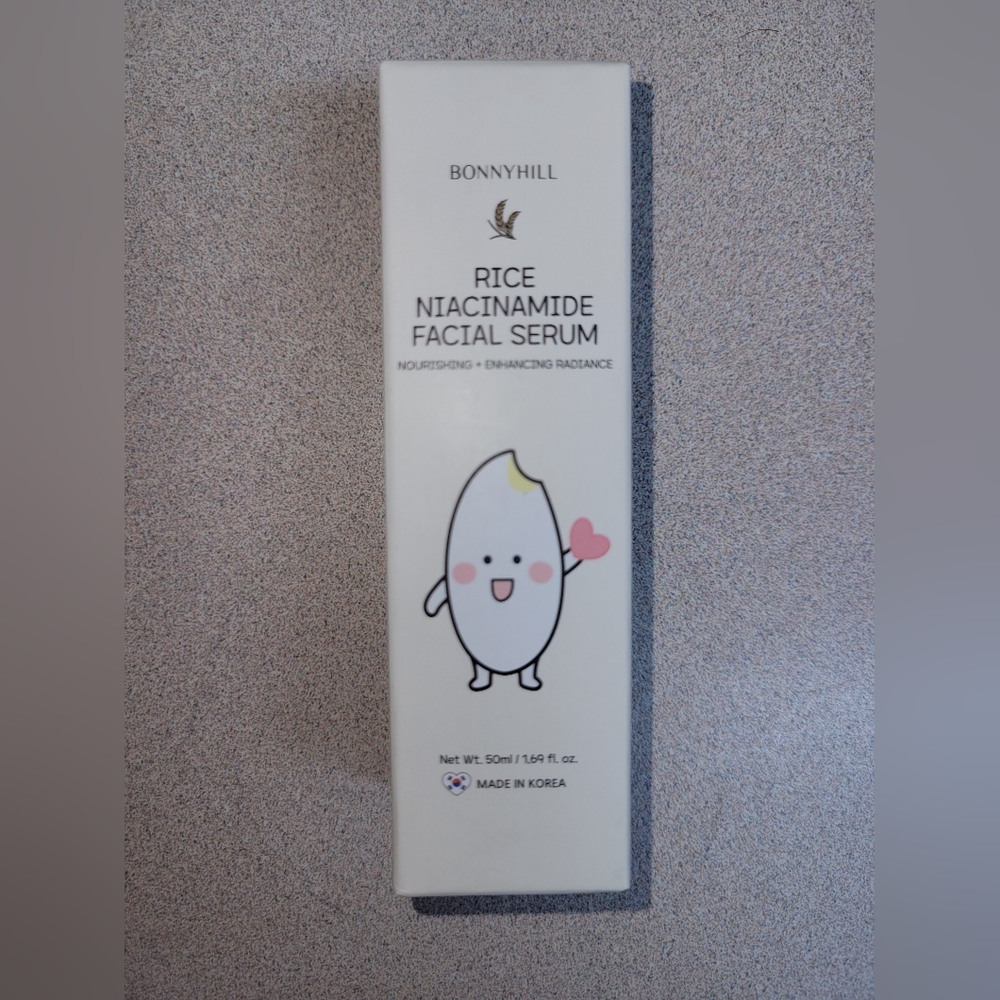 BONNYHILL
RICE
NIACINAMIDE
FACIAL SERUM
NOURISHING + ENHANCING RADIANCE
Net Wt. 50ml / 1.69 fl. oz.
MADE IN KOREA